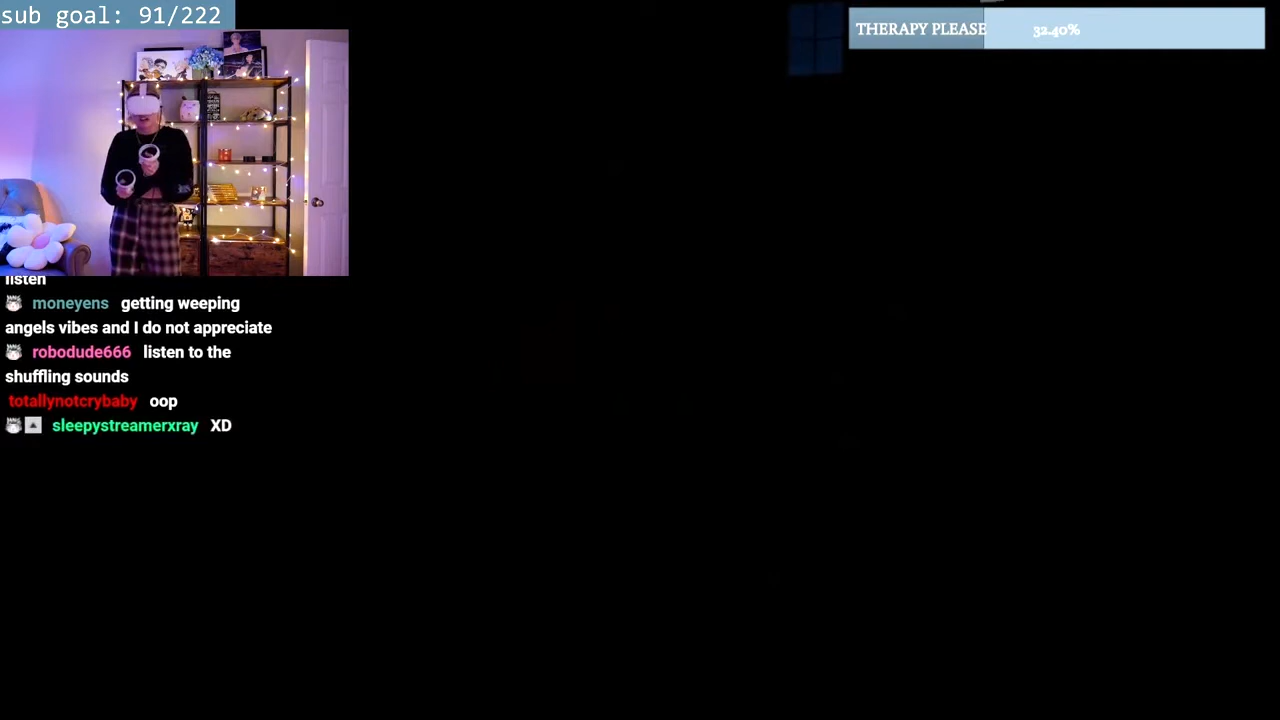 sub goal: 91/222
THERAPY PLEASE 32.40%
listen
moneyens getting weeping
angels vibes and I do not appreciate
robodude666 listen to the
shuffling sounds
totallynotcrybaby oop
sleepystreamerxray XD